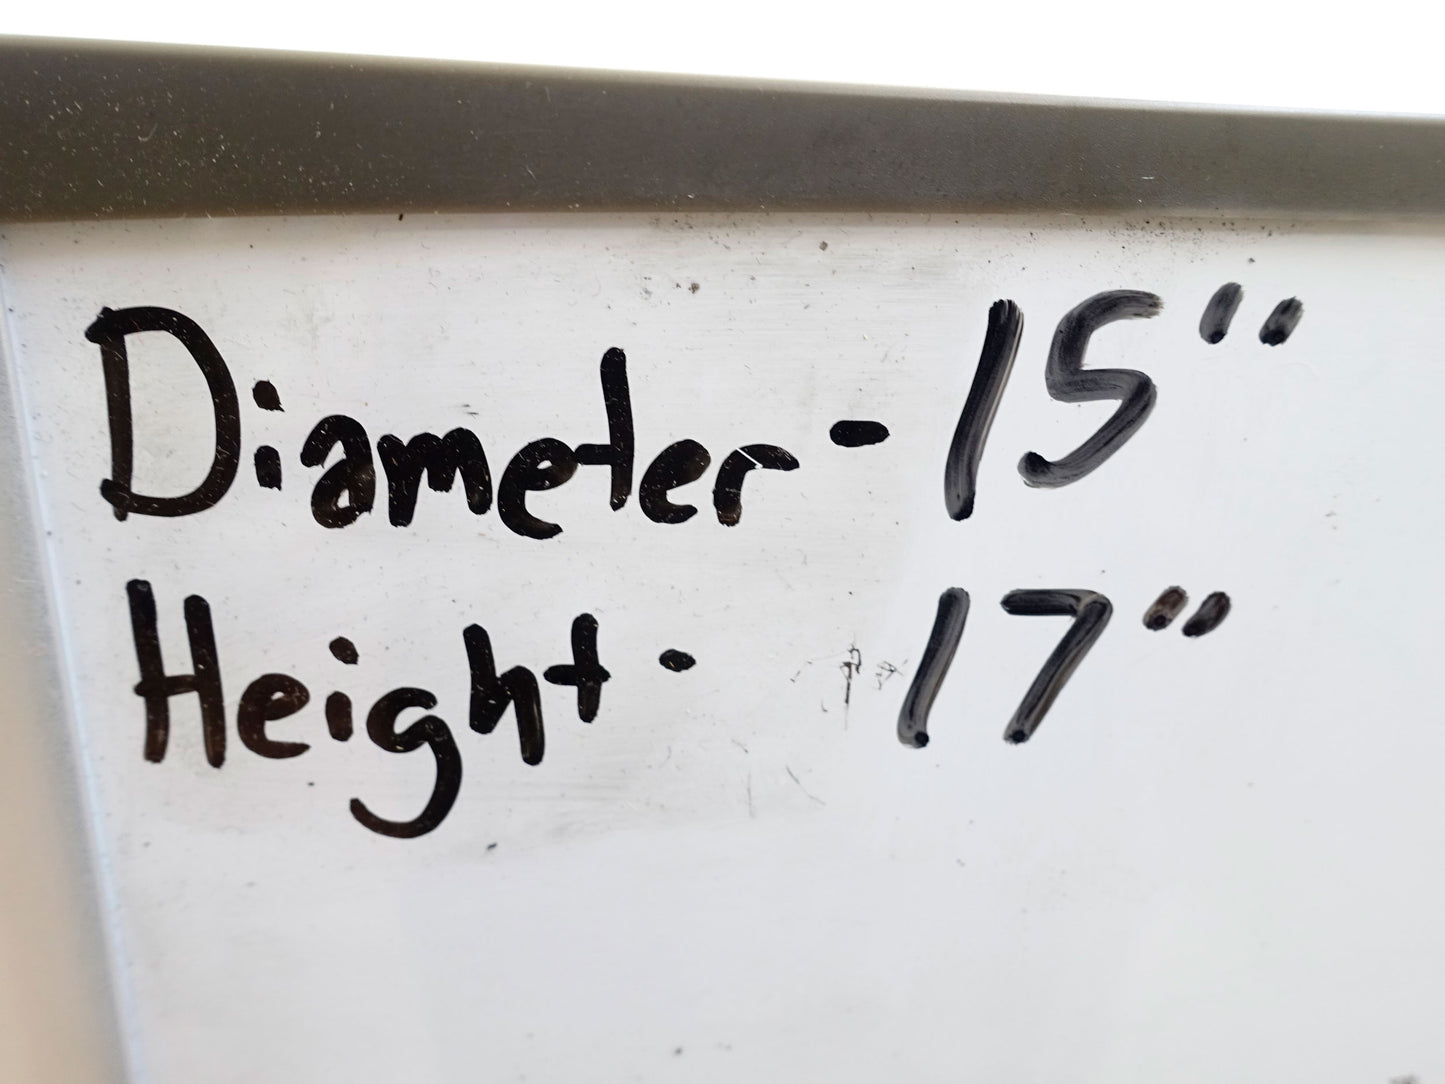 Diameter - 15"
Height - 17"